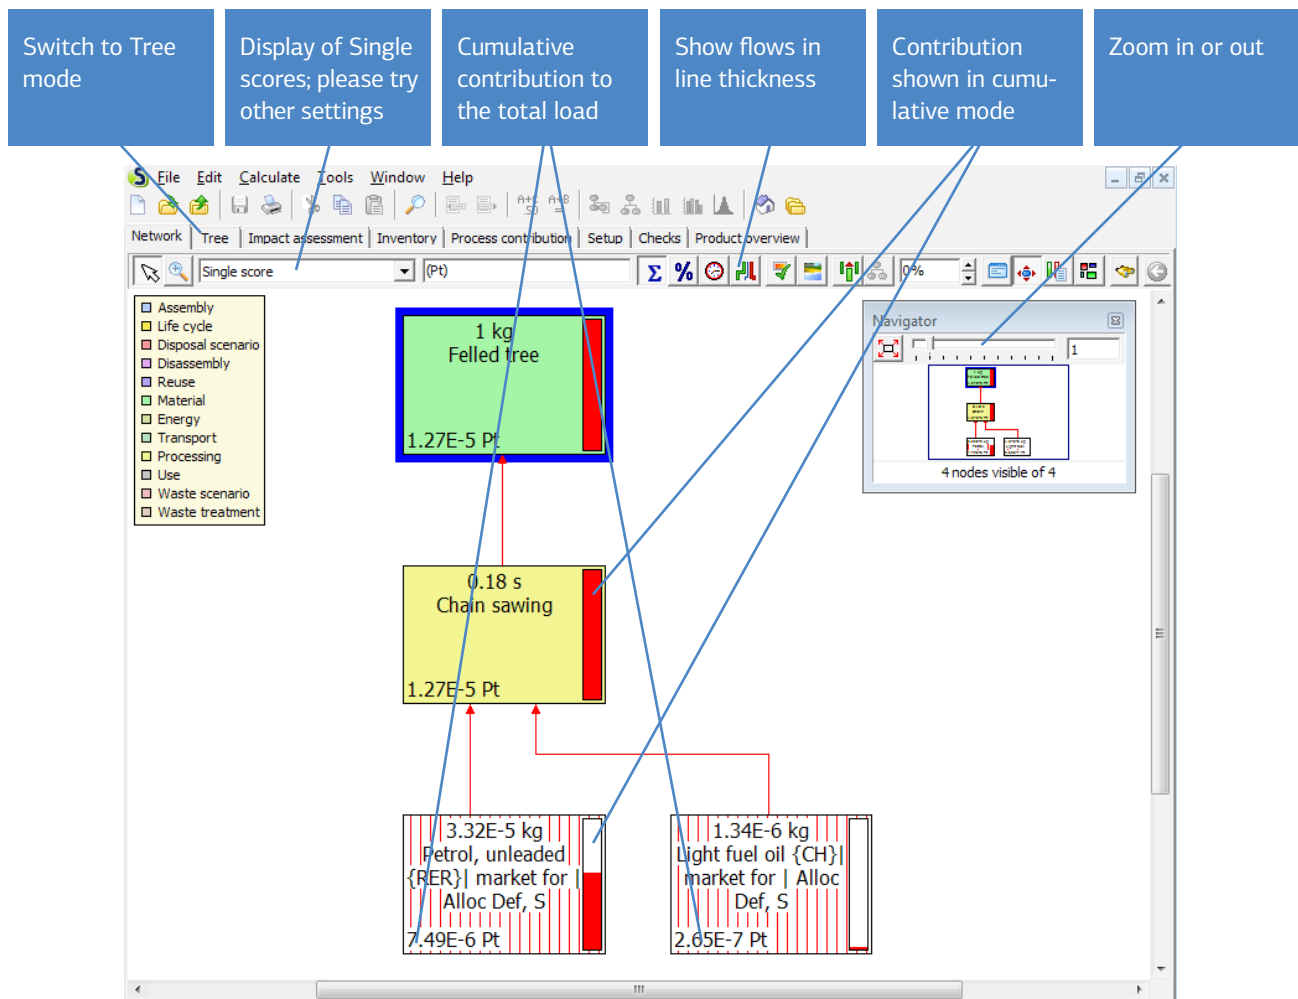 Switch to Tree
mode
Display of Single
scores; please try
other settings
Cumulative
contribution to
the total load
Show flows in
line thickness
Contribution
shown in cumu-
lative mode
Zoom in or out
File Edit Calculate Tools Window Help
Network Tree Impact assessment Inventory Process contribution Setup Checks Product overview
Single score (Pt) Σ % 0%
Assembly
Life cycle
Disposal scenario
Disassembly
Reuse
Material
Energy
Transport
Processing
Use
Waste scenario
Waste treatment
1 kg
Felled tree
1.27E-5 Pt
Navigator
1
4 nodes visible of 4
0.18 s
Chain sawing
1.27E-5 Pt
3.32E-5 kg
Petrol, unleaded
{RER}| market for |
Alloc Def, S
7.49E-6 Pt
1.34E-6 kg
Light fuel oil {CH}|
market for | Alloc
Def, S
2.65E-7 Pt